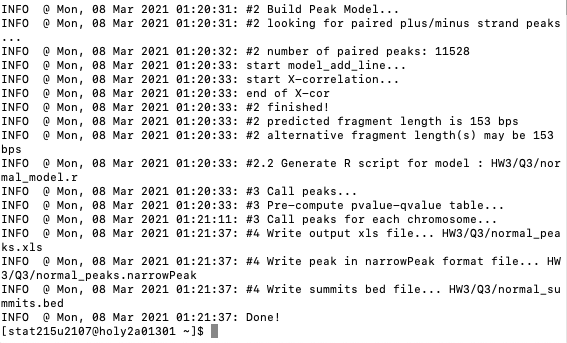 INFO  @ Mon, 08 Mar 2021 01:20:31: #2 Build Peak Model...
INFO  @ Mon, 08 Mar 2021 01:20:31: #2 looking for paired plus/minus strand peaks
...
INFO  @ Mon, 08 Mar 2021 01:20:32: #2 number of paired peaks: 11528
INFO  @ Mon, 08 Mar 2021 01:20:33: start model_add_line...
INFO  @ Mon, 08 Mar 2021 01:20:33: start X-correlation...
INFO  @ Mon, 08 Mar 2021 01:20:33: end of X-cor
INFO  @ Mon, 08 Mar 2021 01:20:33: #2 finished!
INFO  @ Mon, 08 Mar 2021 01:20:33: #2 predicted fragment length is 153 bps
INFO  @ Mon, 08 Mar 2021 01:20:33: #2 alternative fragment length(s) may be 153
bps
INFO  @ Mon, 08 Mar 2021 01:20:33: #2.2 Generate R script for model : HW3/Q3/nor
mal_model.r
INFO  @ Mon, 08 Mar 2021 01:20:33: #3 Call peaks...
INFO  @ Mon, 08 Mar 2021 01:20:33: #3 Pre-compute pvalue-qvalue table...
INFO  @ Mon, 08 Mar 2021 01:21:11: #3 Call peaks for each chromosome...
INFO  @ Mon, 08 Mar 2021 01:21:37: #4 Write output xls file... HW3/Q3/normal_pea
ks.xls
INFO  @ Mon, 08 Mar 2021 01:21:37: #4 Write peak in narrowPeak format file... HW
3/Q3/normal_peaks.narrowPeak
INFO  @ Mon, 08 Mar 2021 01:21:37: #4 Write summits bed file... HW3/Q3/normal_su
mmits.bed
INFO  @ Mon, 08 Mar 2021 01:21:37: Done!
[stat215u2107@holy2a01301 ~]$